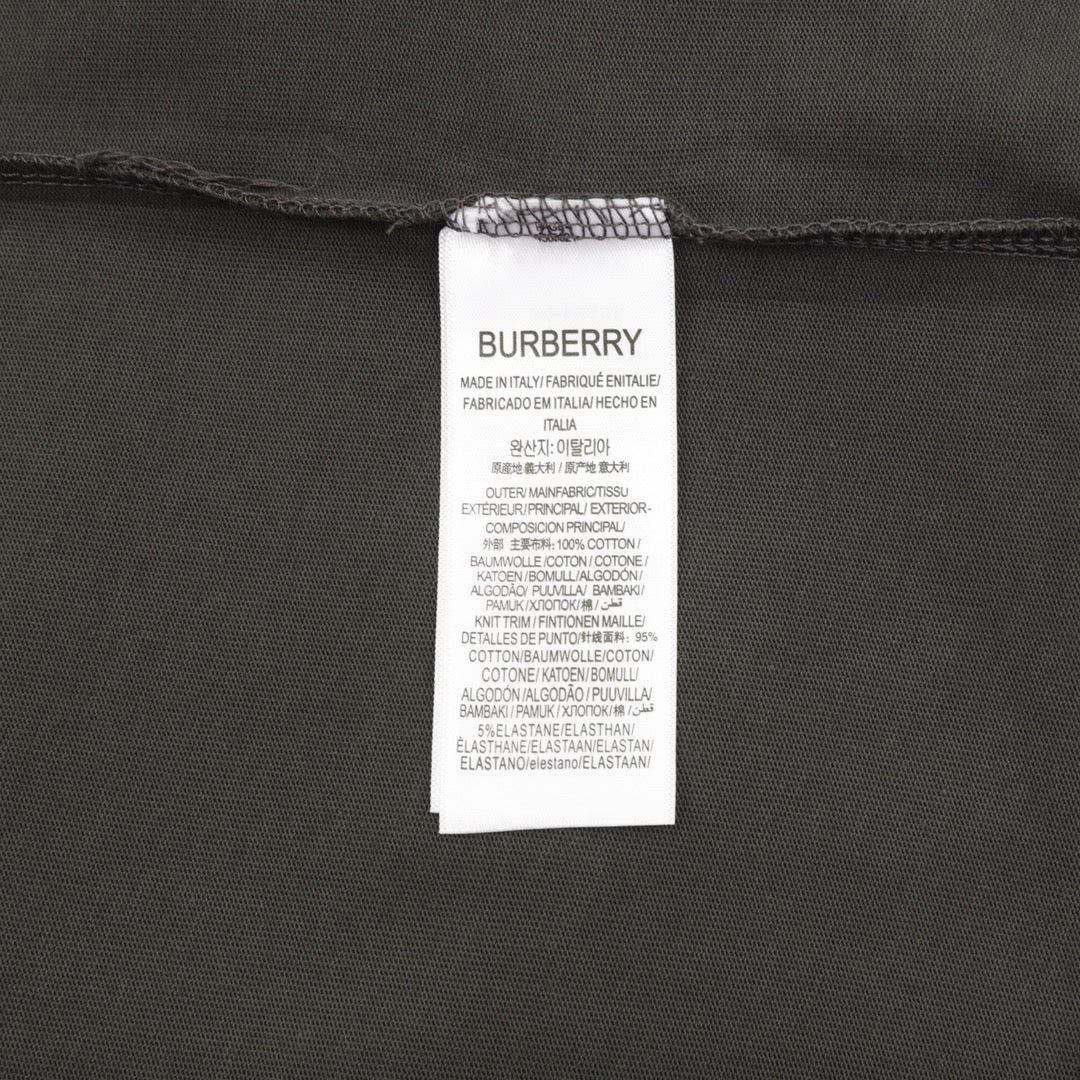 BURBERRY
MADE IN ITALY/ FABRIQUÉ ENITALIE/
FABRICADO EM ITALIA/ HECHO EN
ITALIA
완산지: 이탈리아
原産地 義大利 / 原产地 意大利
OUTER/ MAINFABRIC/TISSU
EXTÉRIEUR/PRINCIPAL/ EXTERIOR-
COMPOSICION PRINCIPAL/
外部 主要布料: 100% COTTON /
BAUMWOLLE /COTON / COTONE /
KATOEN / BOMULL/ALGODÓN/
ALGODÃO/ PUUVILLA/ BAMBAKI/
PAMUK /ХЛОПОК/棉 / قطن
KNIT TRIM / FINTIONEN MAILLE/
DETALLES DE PUNTO/针线面料: 95%
COTTON/BAUMWOLLE/COTON/
COTONE/ KATOEN / BOMULL/
ALGODÓN /ALGODÃO / PUUVILLA/
BAMBAKI / PAMUK / ХЛОПОК/棉 /قطن
5%ELASTANE/ELASTHAN/
ÉLASTHANE/ELASTAAN/ELASTAN/
ELASTANO/elestano/ELASTAAN/